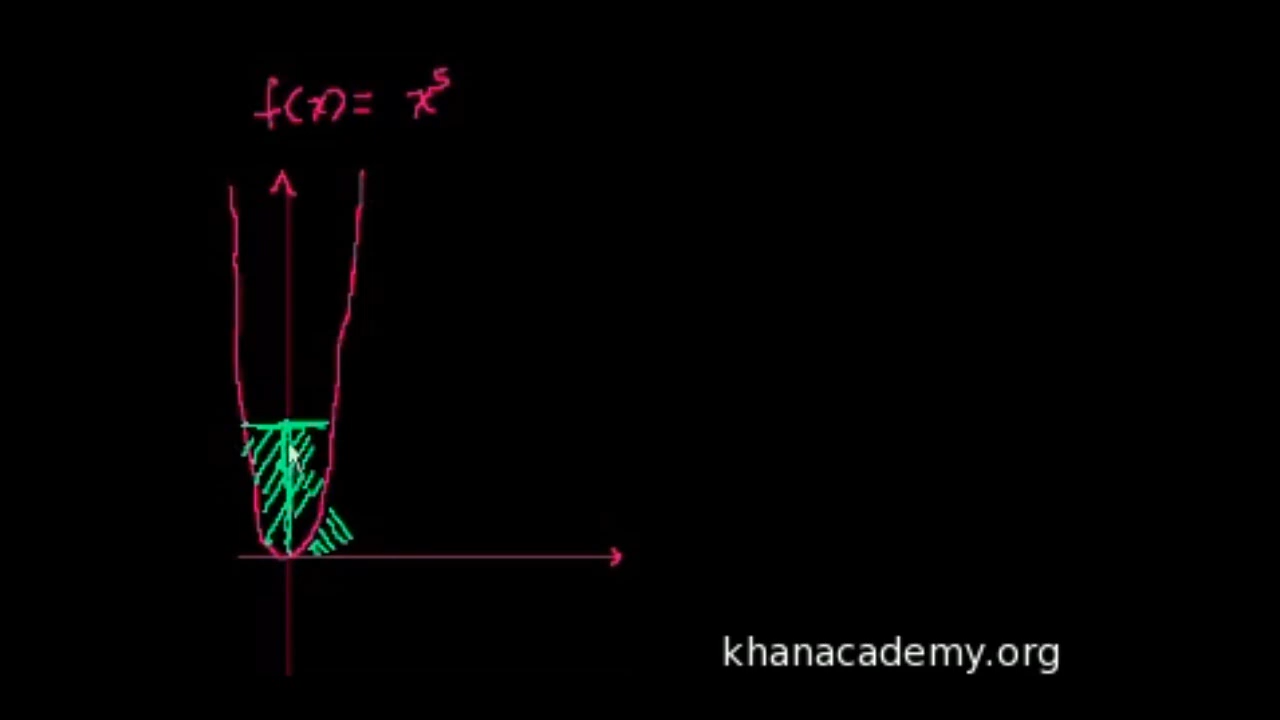 f(x) = x⁵
khanacademy.org